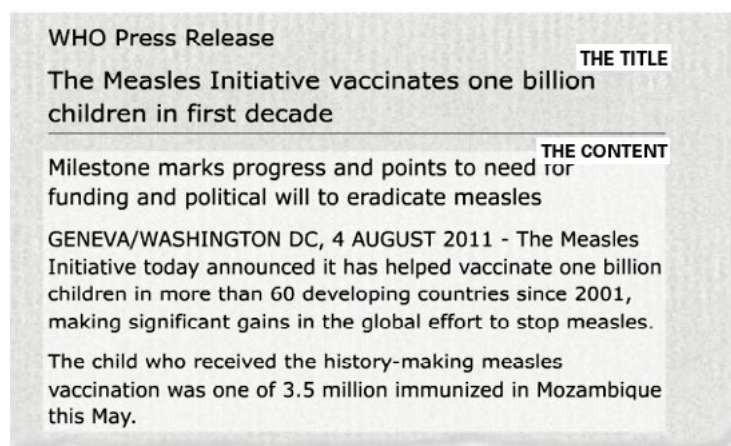 WHO Press Release
THE TITLE
The Measles Initiative vaccinates one billion
children in first decade
THE CONTENT
Milestone marks progress and points to need for
funding and political will to eradicate measles
GENEVA/WASHINGTON DC, 4 AUGUST 2011 - The Measles
Initiative today announced it has helped vaccinate one billion
children in more than 60 developing countries since 2001,
making significant gains in the global effort to stop measles.
The child who received the history-making measles
vaccination was one of 3.5 million immunized in Mozambique
this May.